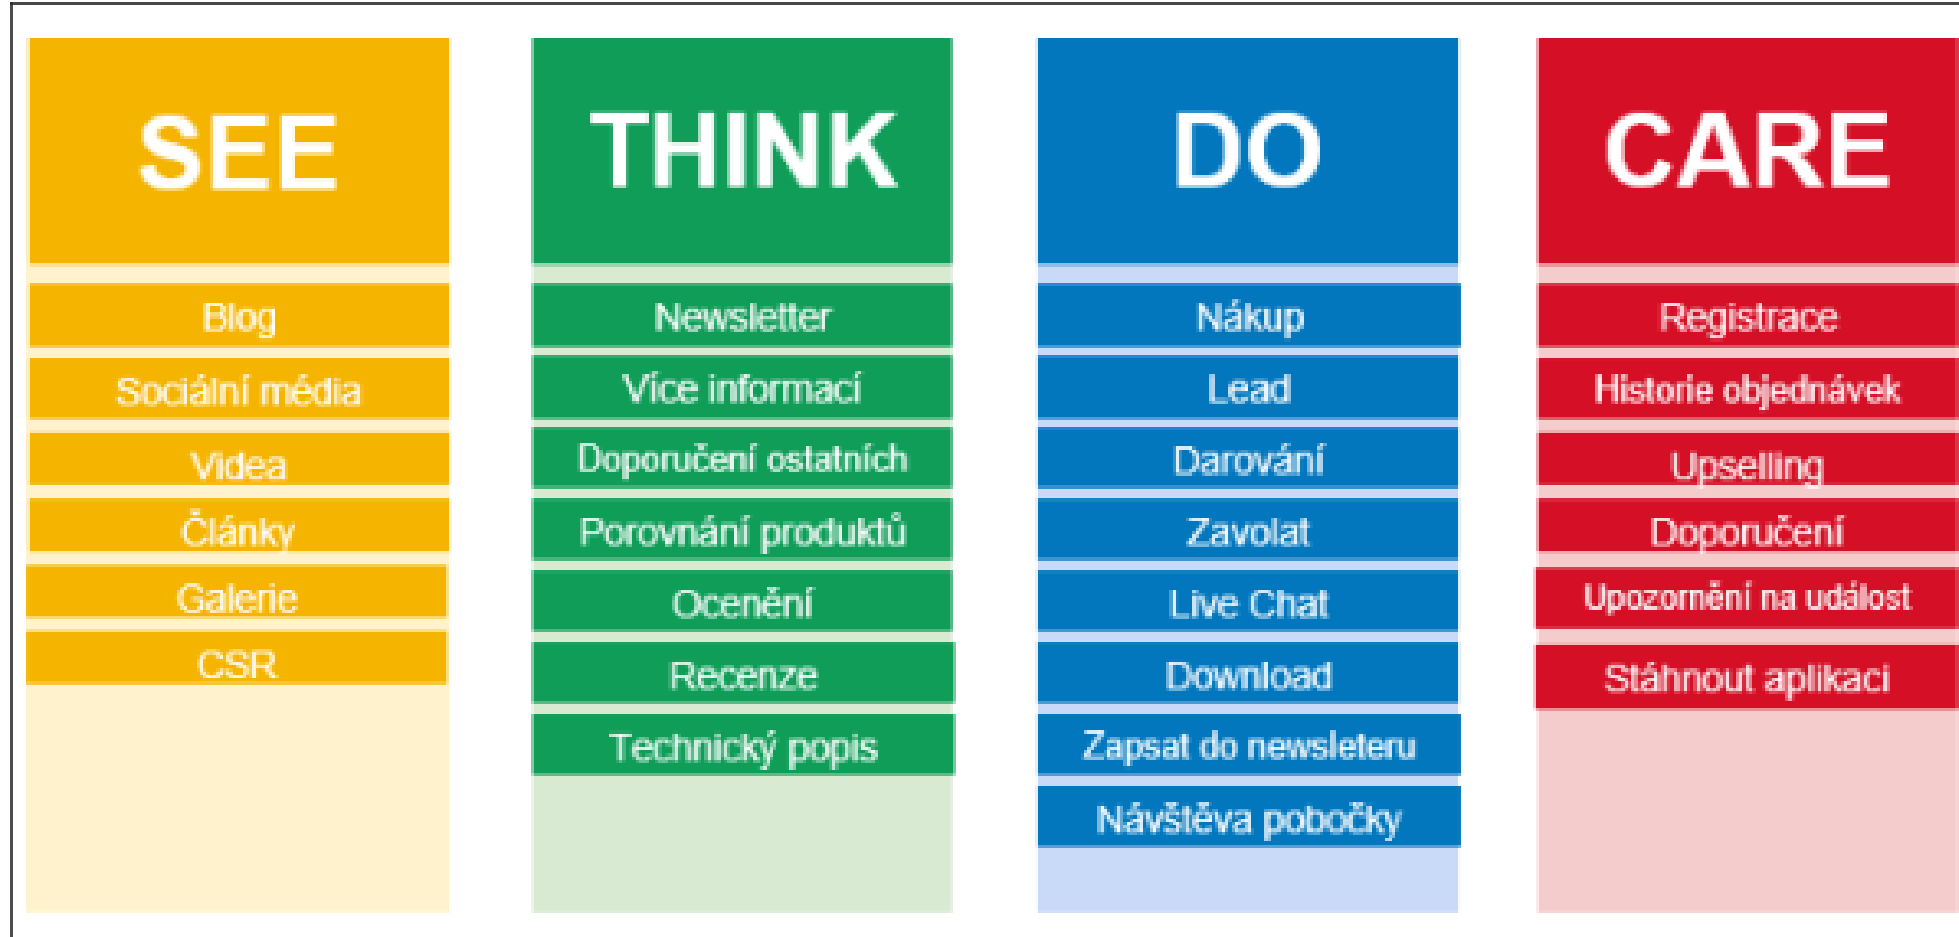 SEE
Blog
Sociální média
Videa
Články
Galerie
CSR
THINK
Newsletter
Více informací
Doporučení ostatních
Porovnání produktů
Ocenění
Recenze
Technický popis
DO
Nákup
Lead
Darování
Zavolat
Live Chat
Download
Zapsat do newsleteru
Návštěva pobočky
CARE
Registrace
Historie objednávek
Upselling
Doporučení
Upozornění na událost
Stáhnout aplikaci